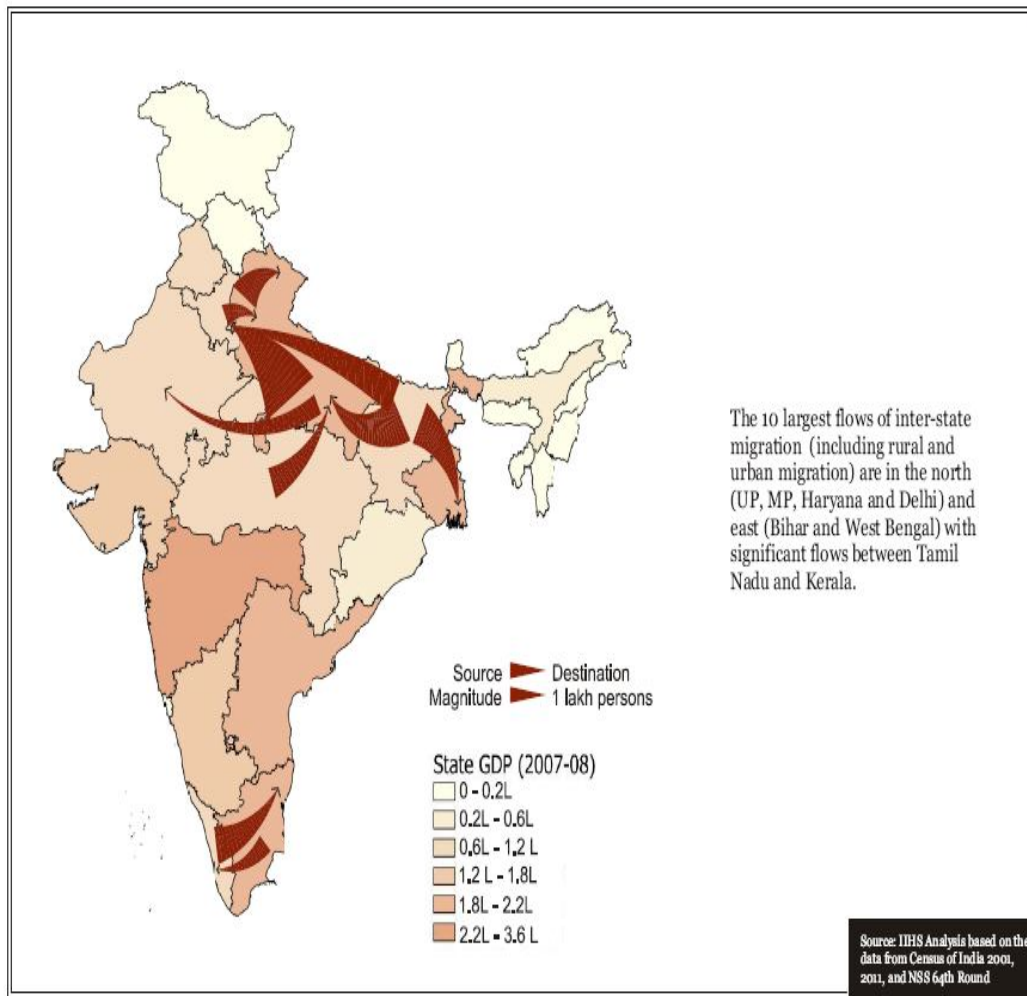 The 10 largest flows of inter-state
migration (including rural and
urban migration) are in the north
(UP, MP, Haryana and Delhi) and
east (Bihar and West Bengal) with
significant flows between Tamil
Nadu and Kerala.
Source Destination
Magnitude 1 lakh persons
State GDP (2007-08)
0 - 0.2L
0.2L - 0.6L
0.6L - 1.2 L
1.2 L - 1.8L
1.8L - 2.2L
2.2L - 3.6 L
Source: IIHS Analysis based on the
data from Census of India 2001,
2011, and NSS 64th Round